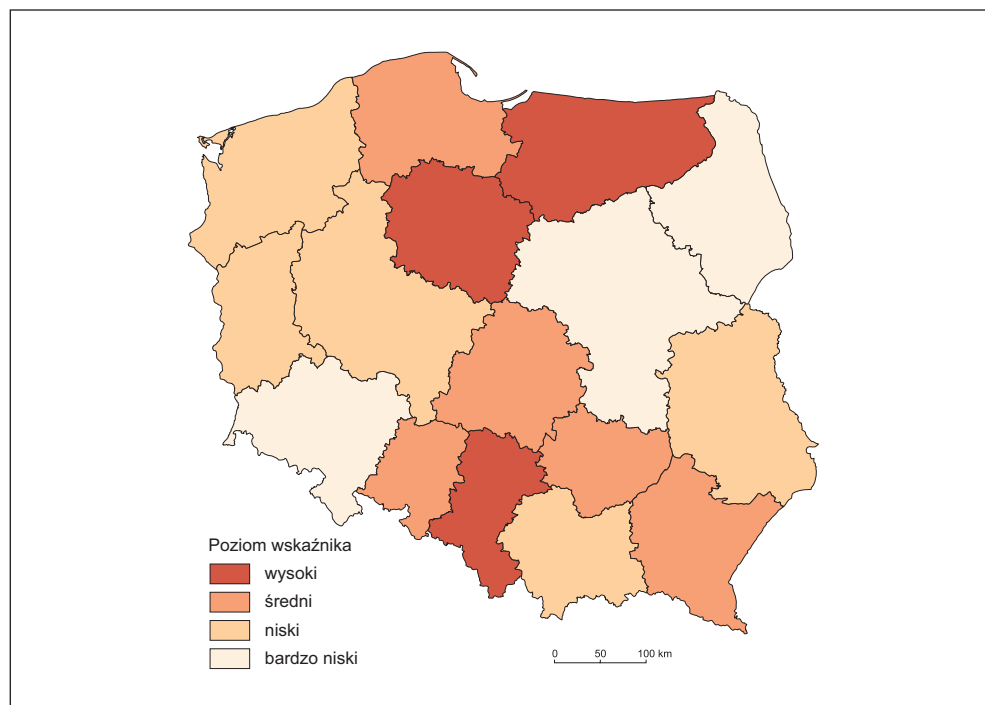 Poziom wskaźnika
wysoki
średni
niski
bardzo niski
0 50 100 km